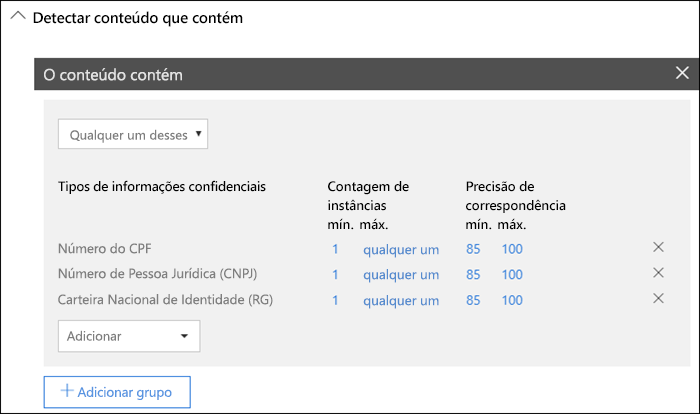 Detectar conteúdo que contém
O conteúdo contém
Qualquer um desses
Tipos de informações confidenciais Contagem de instâncias Precisão de correspondência
mín. máx. mín. máx.
Número do CPF 1 qualquer um 85 100
Número de Pessoa Jurídica (CNPJ) 1 qualquer um 85 100
Carteira Nacional de Identidade (RG) 1 qualquer um 85 100
Adicionar
+ Adicionar grupo